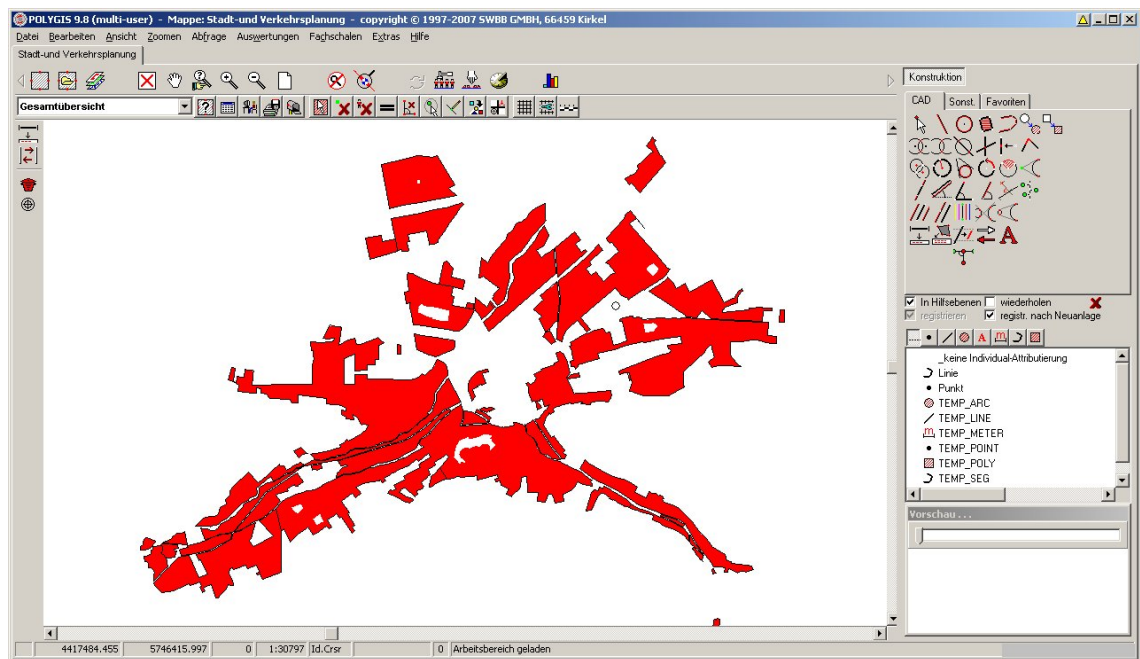 POLYGIS 9.8 (multi-user) - Mappe: Stadt-und Verkehrsplanung - copyright © 1997-2007 SWBB GMBH, 66459 Kirkel
Datei Bearbeiten Ansicht Zoomen Abfrage Auswertungen Fachschalen Extras Hilfe
Stadt-und Verkehrsplanung
Konstruktion
Gesamtübersicht
CAD Sonst. Favoriten
In Hilfsebenen wiederholen
registrieren registr. nach Neuanlage
_keine Individual-Attributierung
Linie
Punkt
TEMP_ARC
TEMP_LINE
TEMP_METER
TEMP_POINT
TEMP_POLY
TEMP_SEG
Vorschau...
4417484.455 5746415.997 0 1:30797 Id.Crsr 0 Arbeitsbereich geladen